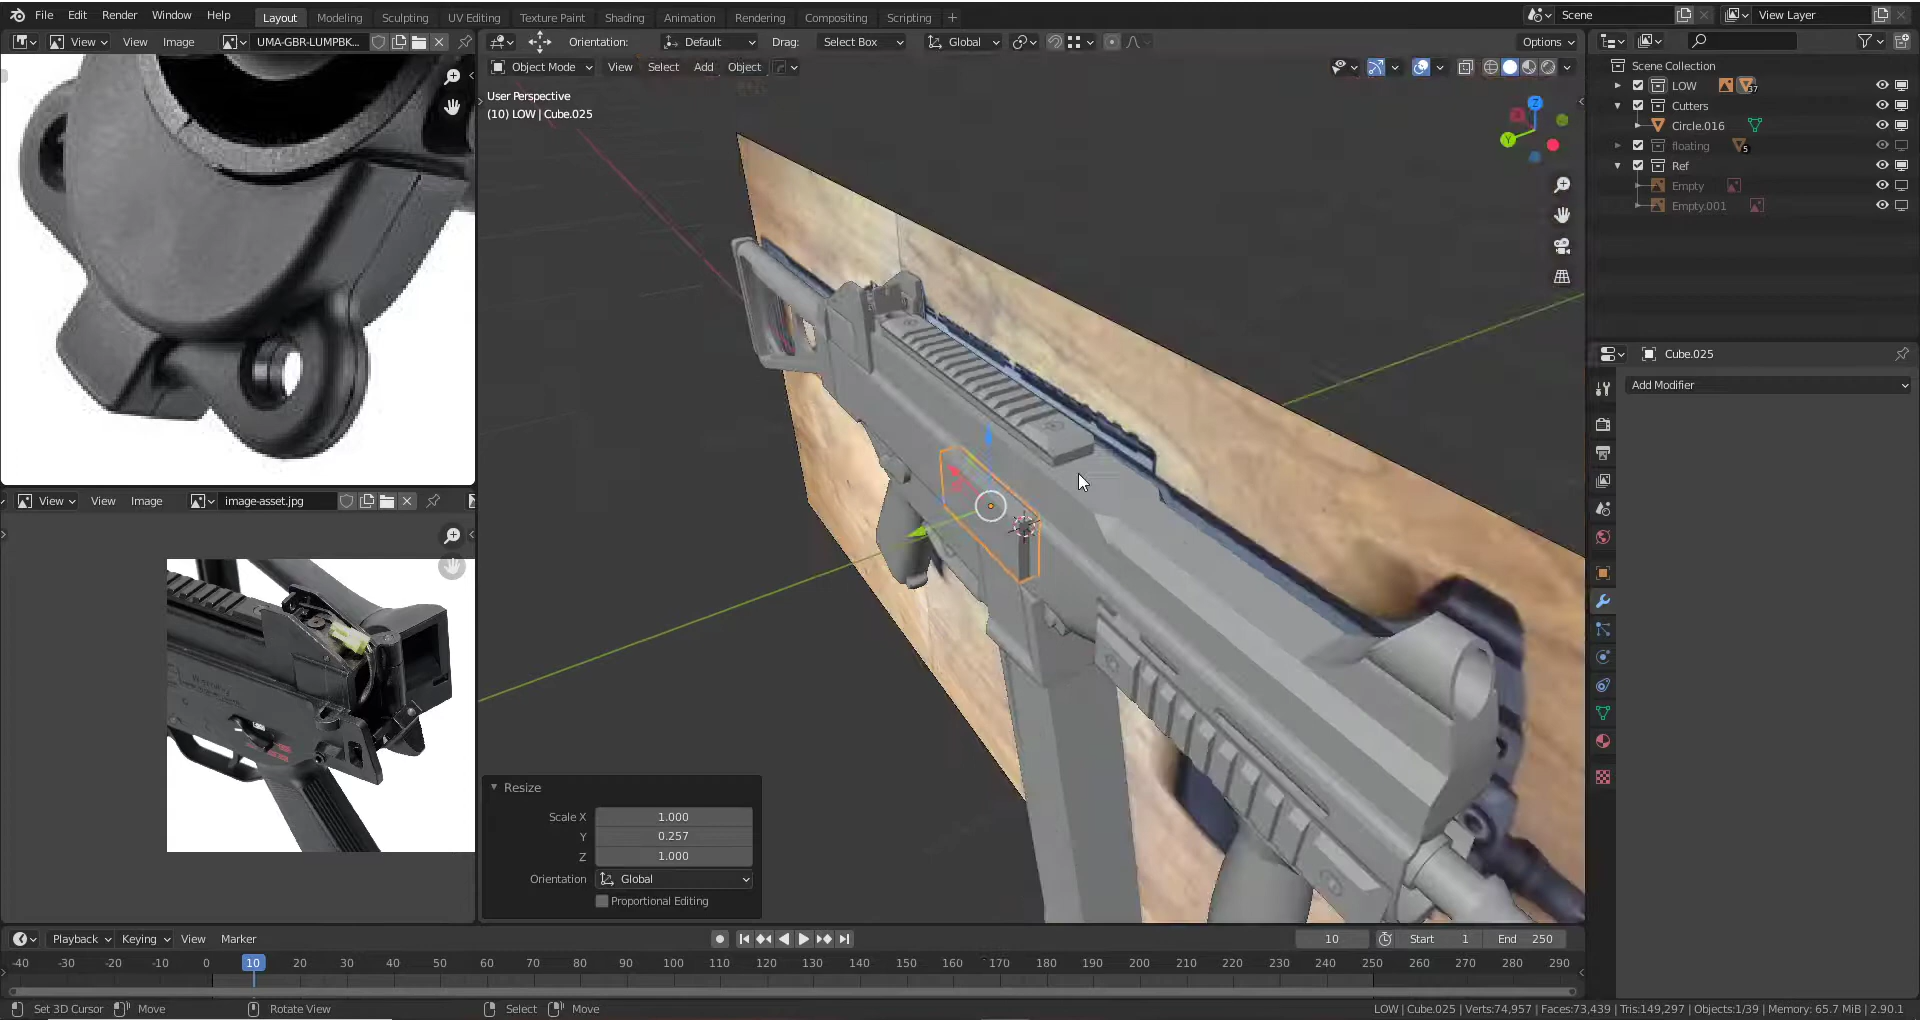 File Edit Render Window Help Layout Modeling Sculpting UV Editing Texture Paint Shading Animation Rendering Compositing Scripting + Scene View Layer
View View Image UMA-GBR-LUMPBK... Orientation: Default Drag: Select Box Global Options
Object Mode View Select Add Object
User Perspective
(10) LOW | Cube.025
Scene Collection
LOW 37
Cutters
Circle.016
floating 5
Ref
Empty
Empty.001
Z
Y
Cube.025
Add Modifier
View View Image image-asset.jpg
Warning
Resize
Scale X 1.000
Y 0.257
Z 1.000
Orientation Global
Proportional Editing
Playback Keying View Marker 10 Start 1 End 250
-40 -30 -20 -10 0 10 20 30 40 50 60 70 80 90 100 110 120 130 140 150 160 170 180 190 200 210 220 230 240 250 260 270 280 290
Set 3D Cursor Move Rotate View Select Move LOW | Cube.025 | Verts:74,957 | Faces:73,439 | Tris:149,297 | Objects:1/39 | Memory: 65.7 MiB | 2.90.1